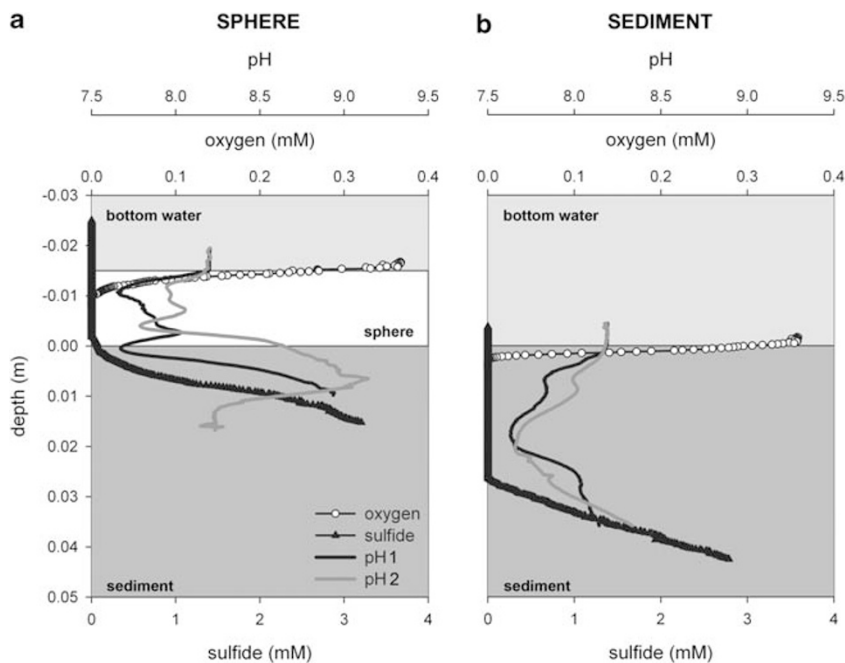 a SPHERE
pH
7.5 8.0 8.5 9.0 9.5
oxygen (mM)
0.0 0.1 0.2 0.3 0.4
-0.03
-0.02
-0.01
0.00
0.01
0.02
0.03
0.04
0.05
depth (m)
bottom water
sphere
oxygen
sulfide
pH 1
pH 2
sediment
0 1 2 3 4
sulfide (mM)
b SEDIMENT
pH
7.5 8.0 8.5 9.0 9.5
oxygen (mM)
0.0 0.1 0.2 0.3 0.4
bottom water
sediment
0 1 2 3 4
sulfide (mM)